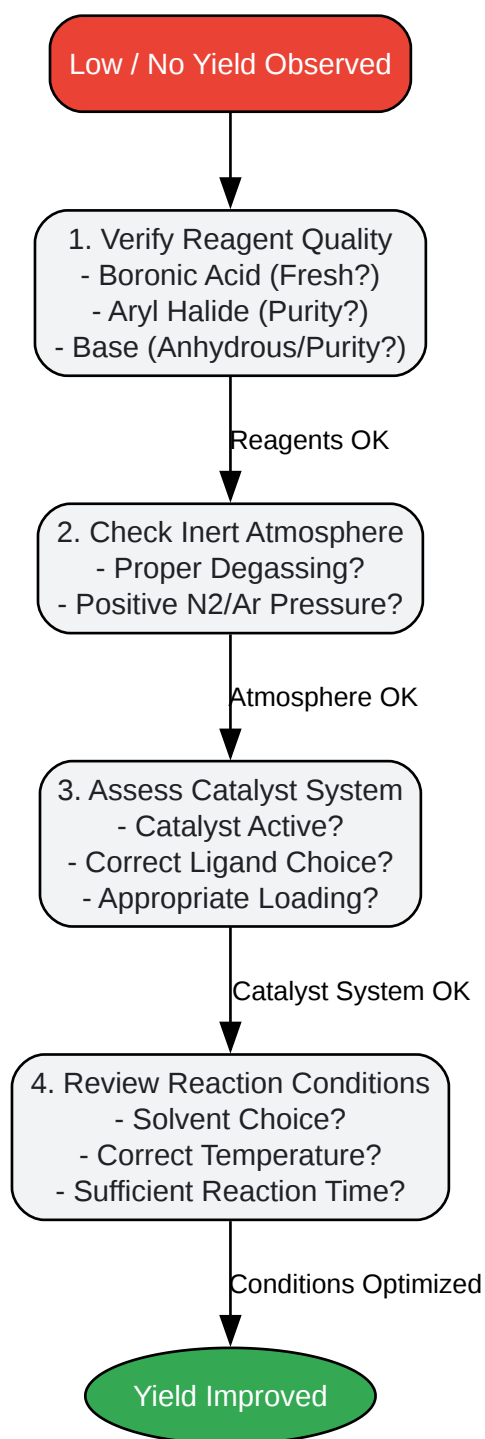 Low / No Yield Observed
1. Verify Reagent Quality
- Boronic Acid (Fresh?)
- Aryl Halide (Purity?)
- Base (Anhydrous/Purity?)
Reagents OK
2. Check Inert Atmosphere
- Proper Degassing?
- Positive N2/Ar Pressure?
Atmosphere OK
3. Assess Catalyst System
- Catalyst Active?
- Correct Ligand Choice?
- Appropriate Loading?
Catalyst System OK
4. Review Reaction Conditions
- Solvent Choice?
- Correct Temperature?
- Sufficient Reaction Time?
Conditions Optimized
Yield Improved